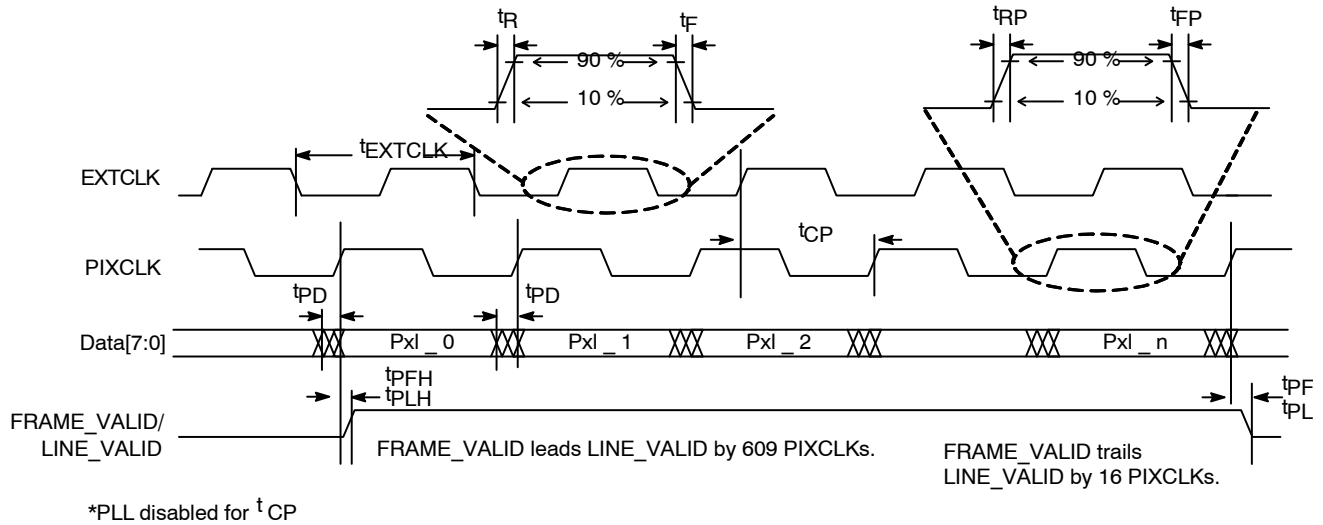 tR tF tRP tFP
90 % 90 %
10 % 10 %
tEXTCLK
EXTCLK
tCP
PIXCLK
tPD tPD
Data[7:0] Pxl _ 0 Pxl _ 1 Pxl _ 2 Pxl _ n
tPFH
tPLH
tPF
tPL
FRAME_VALID/
LINE_VALID
FRAME_VALID leads LINE_VALID by 609 PIXCLKs.
FRAME_VALID trails
LINE_VALID by 16 PIXCLKs.
*PLL disabled for t CP